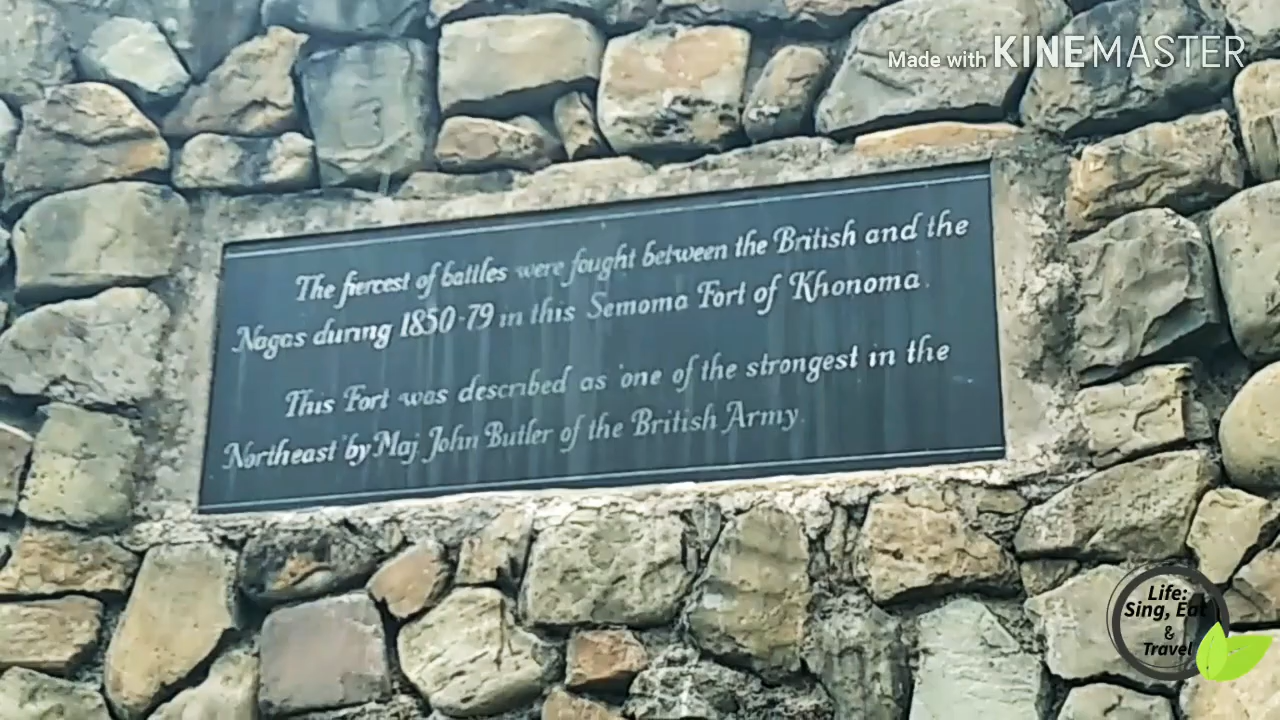 Made with KINEMASTER
The fiercest of battles were fought between the British and the
Nagas during 1850-79 in this Semoma Fort of Khonoma.
This Fort was described as 'one of the strongest in the
Northeast' by Maj John Butler of the British Army.
Life:
Sing, Eat
&
Travel